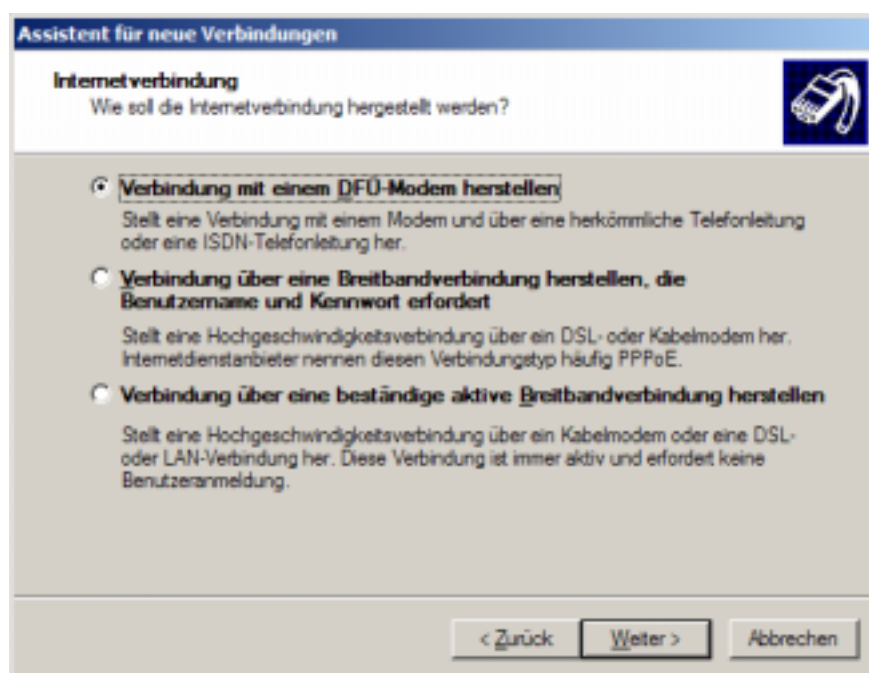 Assistent für neue Verbindungen
Internetverbindung
Wie soll die Internetverbindung hergestellt werden?
Verbindung mit einem DFÜ-Modem herstellen
Stellt eine Verbindung mit einem Modem und über eine herkömmliche Telefonleitung
oder eine ISDN-Telefonleitung her.
Verbindung über eine Breitbandverbindung herstellen, die
Benutzername und Kennwort erfordert
Stellt eine Hochgeschwindigkeitsverbindung über ein DSL- oder Kabelmodem her.
Internetdienstanbieter nennen diesen Verbindungstyp häufig PPPoE.
Verbindung über eine beständige aktive Breitbandverbindung herstellen
Stellt eine Hochgeschwindigkeitsverbindung über ein Kabelmodem oder eine DSL-
oder LAN-Verbindung her. Diese Verbindung ist immer aktiv und erfordert keine
Benutzeranmeldung.
< Zurück Weiter > Abbrechen